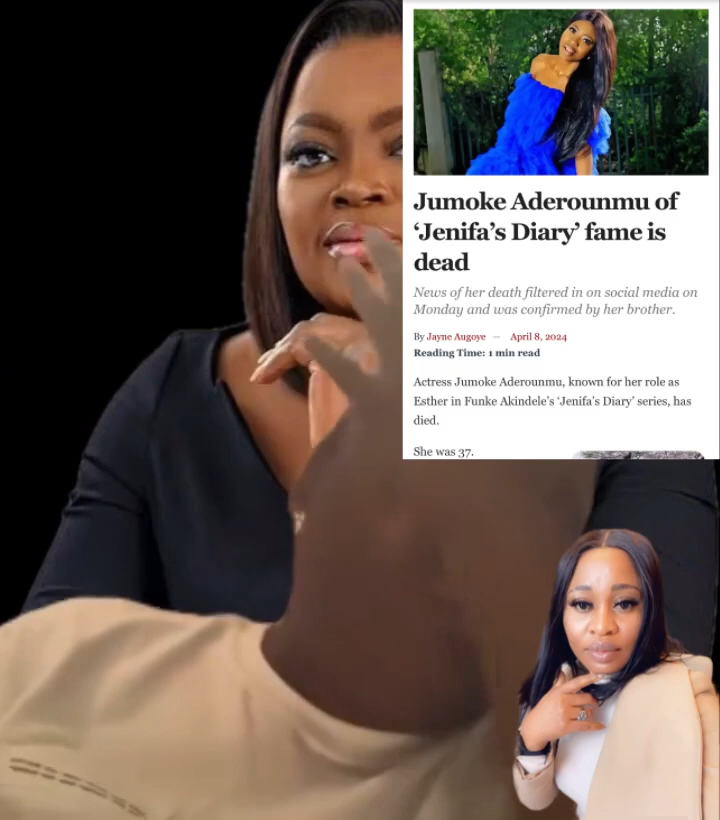 Jumoke Aderounmu of
‘Jenifa’s Diary’ fame is
dead
News of her death filtered in on social media on
Monday and was confirmed by her brother.
By Jayne Augoye — April 8, 2024
Reading Time: 1 min read
Actress Jumoke Aderounmu, known for her role as
Esther in Funke Akindele’s ‘Jenifa’s Diary’ series, has
died.
She was 37.